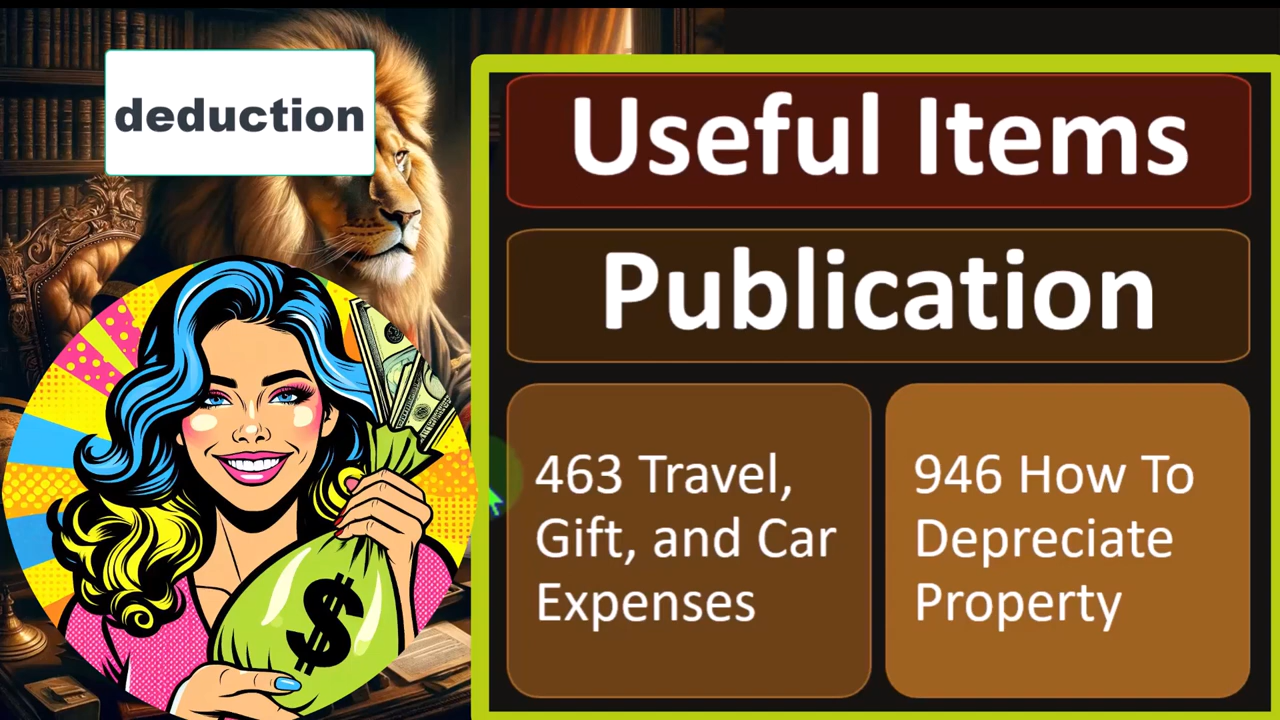 deduction
Useful Items
Publication
463 Travel,
Gift, and Car
Expenses
946 How To
Depreciate
Property
$